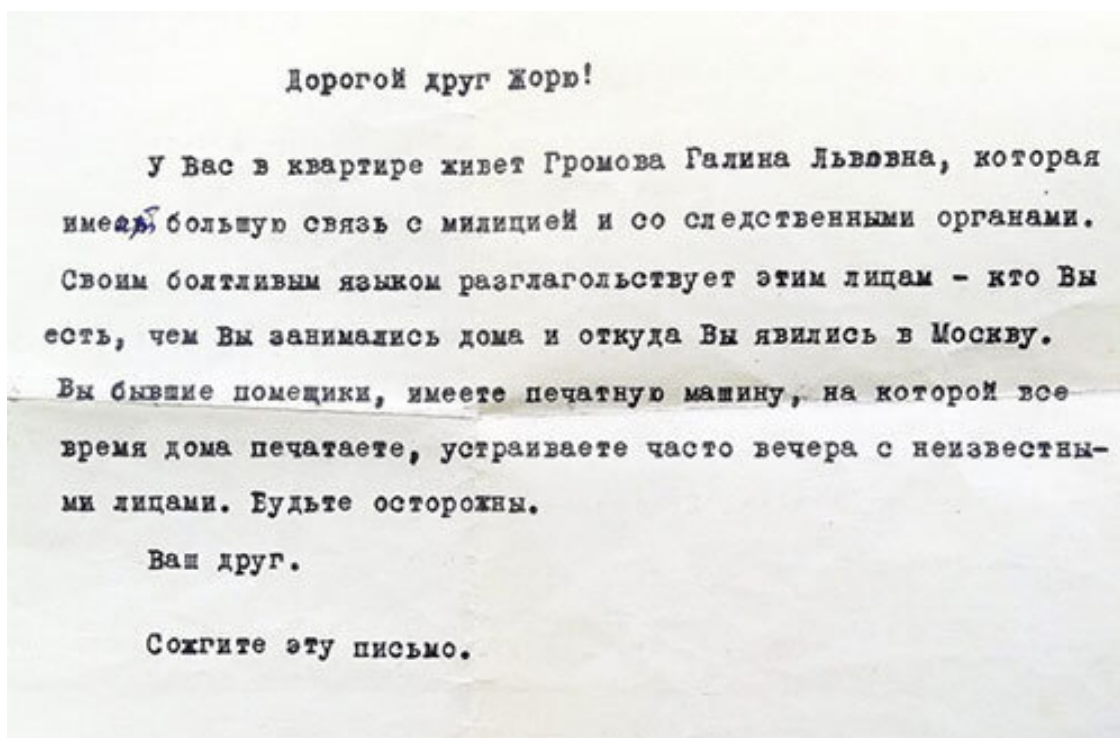 Дорогой друг Жорю!
У Вас в квартире живет Громова Галина Львовна, которая
имеет большую связь с милицией и со следственными органами.
Своим болтливым языком разглагольствует этим лицам - кто Вы
есть, чем Вы занимались дома и откуда Вы явились в Москву.
Вы бывшие помещики, имеете печатную машину, на которой все
время дома печатаете, устраиваете часто вечера с неизвестны-
ми лицами. Будьте осторожны.
Ваш друг.
Сожгите эту письмо.